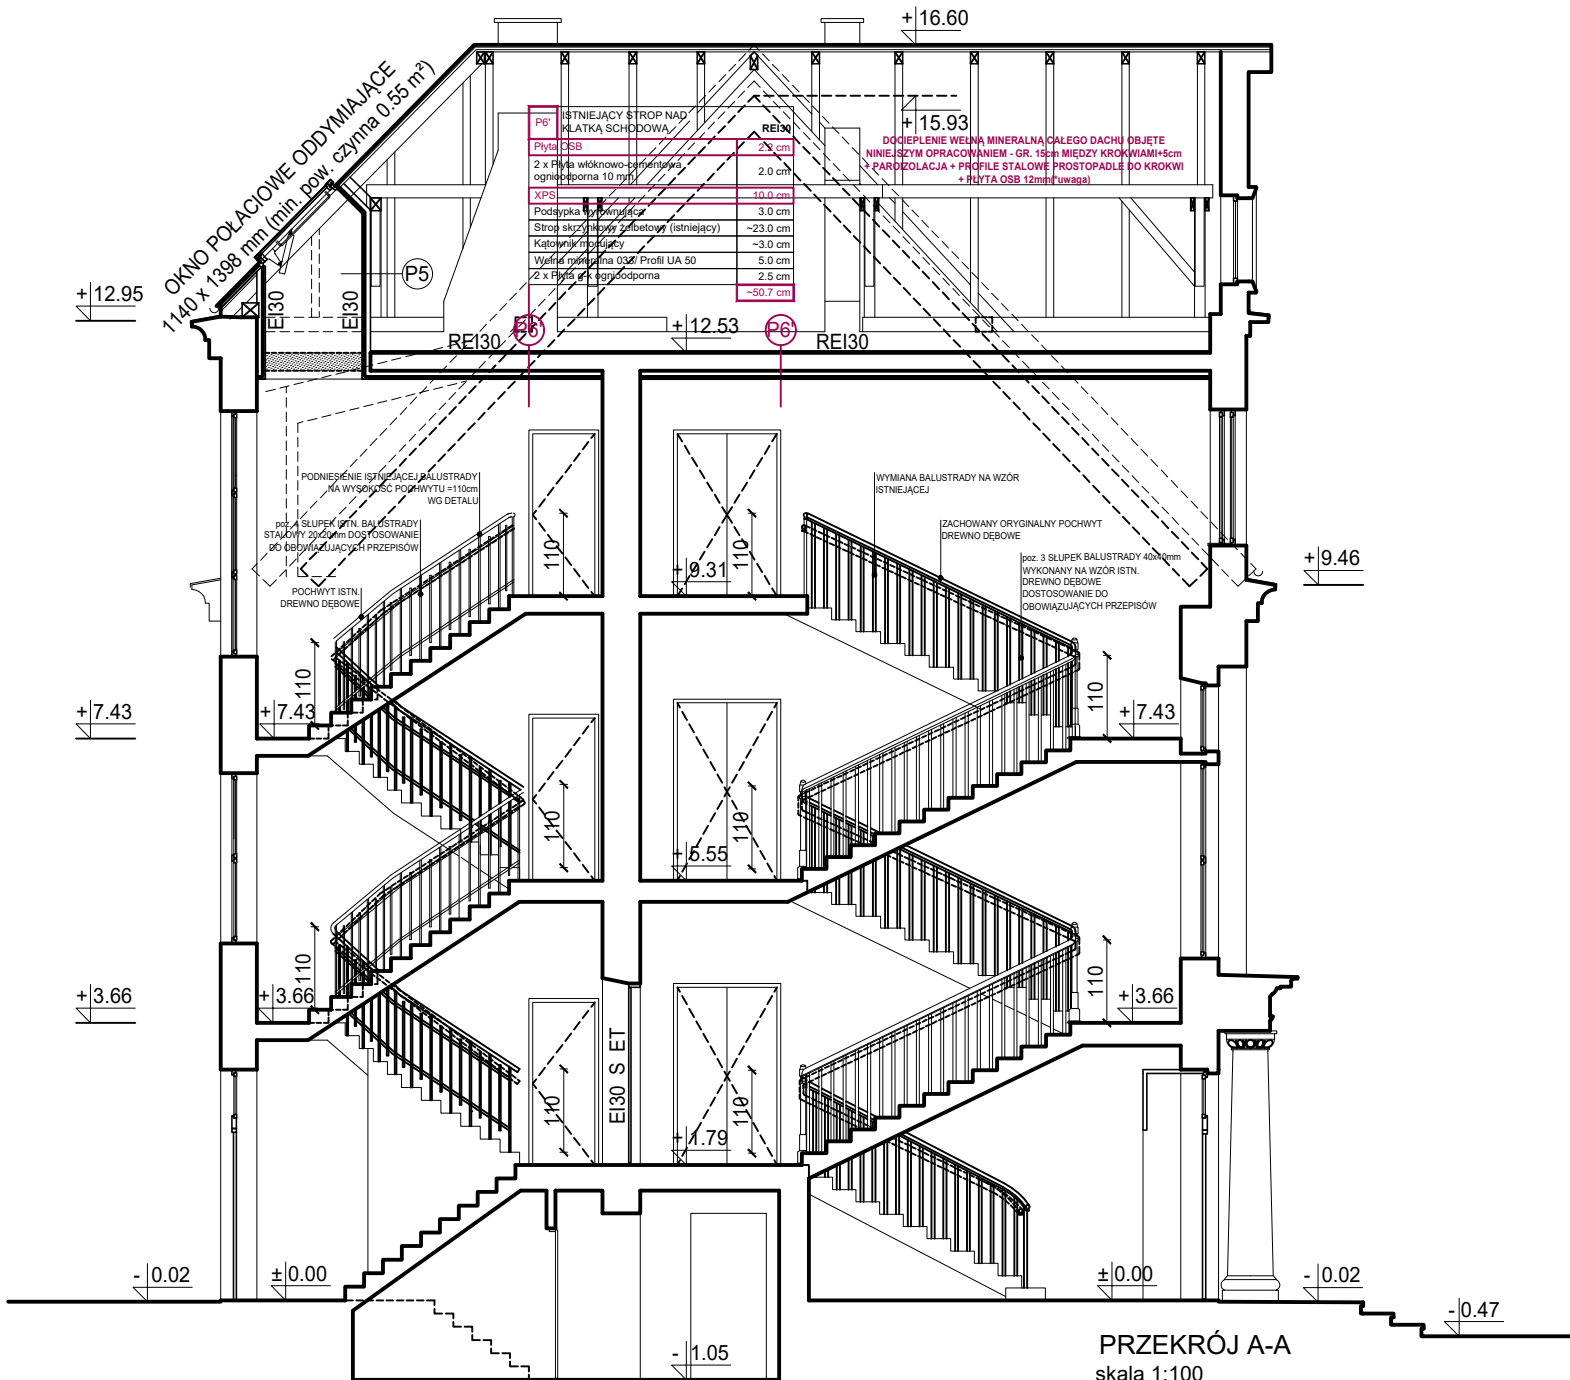 +16.60
+15.93
OKNO POŁACIOWE ODDYMIAJĄCE
1140 x 1398 mm (min. pow. czynna 0.55 m²)
P6' ISTNIEJĄCY STROP NAD KLATKĄ SCHODOWĄ REI30
Płyta OSB 2.2 cm
2 x Płyta włóknowo-cementowa ognioodporna 10 mm 2.0 cm
XPS 10.0 cm
Podsypka wyrównująca 3.0 cm
Strop skrzynkowy żelbetowy (istniejący) ~23.0 cm
Kątownik mocujący ~3.0 cm
Wełna mineralna 033/ Profil UA 50 5.0 cm
2 x Płyta g-k ognioodporna 2.5 cm
~50.7 cm
DOCIEPLENIE WEŁNĄ MINERALNĄ CAŁEGO DACHU OBJĘTE
NINIEJSZYM OPRACOWANIEM - GR. 15cm MIĘDZY KROKWIAMI+5cm
+ PAROIZOLACJA + PROFILE STALOWE PROSTOPADLE DO KROKWI
+ PŁYTA OSB 12mm(*uwaga)
P5
+12.95
EI30
EI30
REI30
P6'
+12.53
P6'
REI30
PODNIESIENIE ISTNIEJĄCEJ BALUSTRADY
NA WYSOKOŚĆ POCHWYTU =110cm
WG DETALU
poz. 4 SŁUPEK ISTN. BALUSTRADY
STALOWY 20x20mm DOSTOSOWANIE
DO OBOWIĄZUJĄCYCH PRZEPISÓW
POCHWYT ISTN.
DREWNO DĘBOWE
WYMIANA BALUSTRADY NA WZÓR
ISTNIEJĄCEJ
ZACHOWANY ORYGINALNY POCHWYT
DREWNO DĘBOWE
poz. 3 SŁUPEK BALUSTRADY 40x40mm
WYKONANY NA WZÓR ISTN.
DREWNO DĘBOWE
DOSTOSOWANIE DO
OBOWIĄZUJĄCYCH PRZEPISÓW
110
110
+9.31
+9.46
110
110
+7.43
+7.43
+7.43
110
110
+5.55
110
110
+3.66
+3.66
+3.66
EI30 S ET
110
110
+1.79
-0.02
±0.00
±0.00
-0.02
-0.47
-1.05
PRZEKRÓJ A-A
skala 1:100